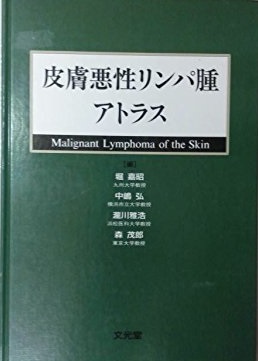 皮膚悪性リンパ腫
アトラス
Malignant Lymphoma of the Skin
[編]
堀 嘉昭
九州大学教授
中嶋 弘
横浜市立大学教授
瀧川雅浩
浜松医科大学教授
森 茂郎
東京大学教授
文光堂